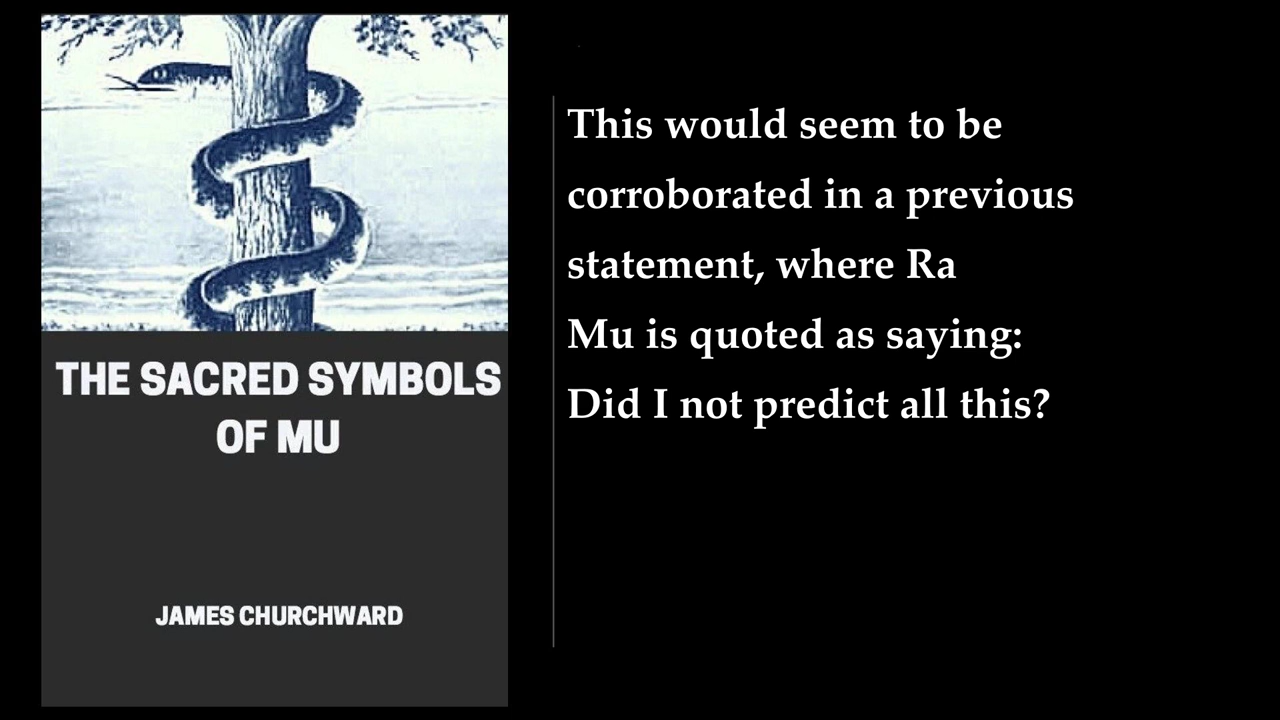 THE SACRED SYMBOLS
OF MU
JAMES CHURCHWARD
This would seem to be
corroborated in a previous
statement, where Ra
Mu is quoted as saying:
Did I not predict all this?